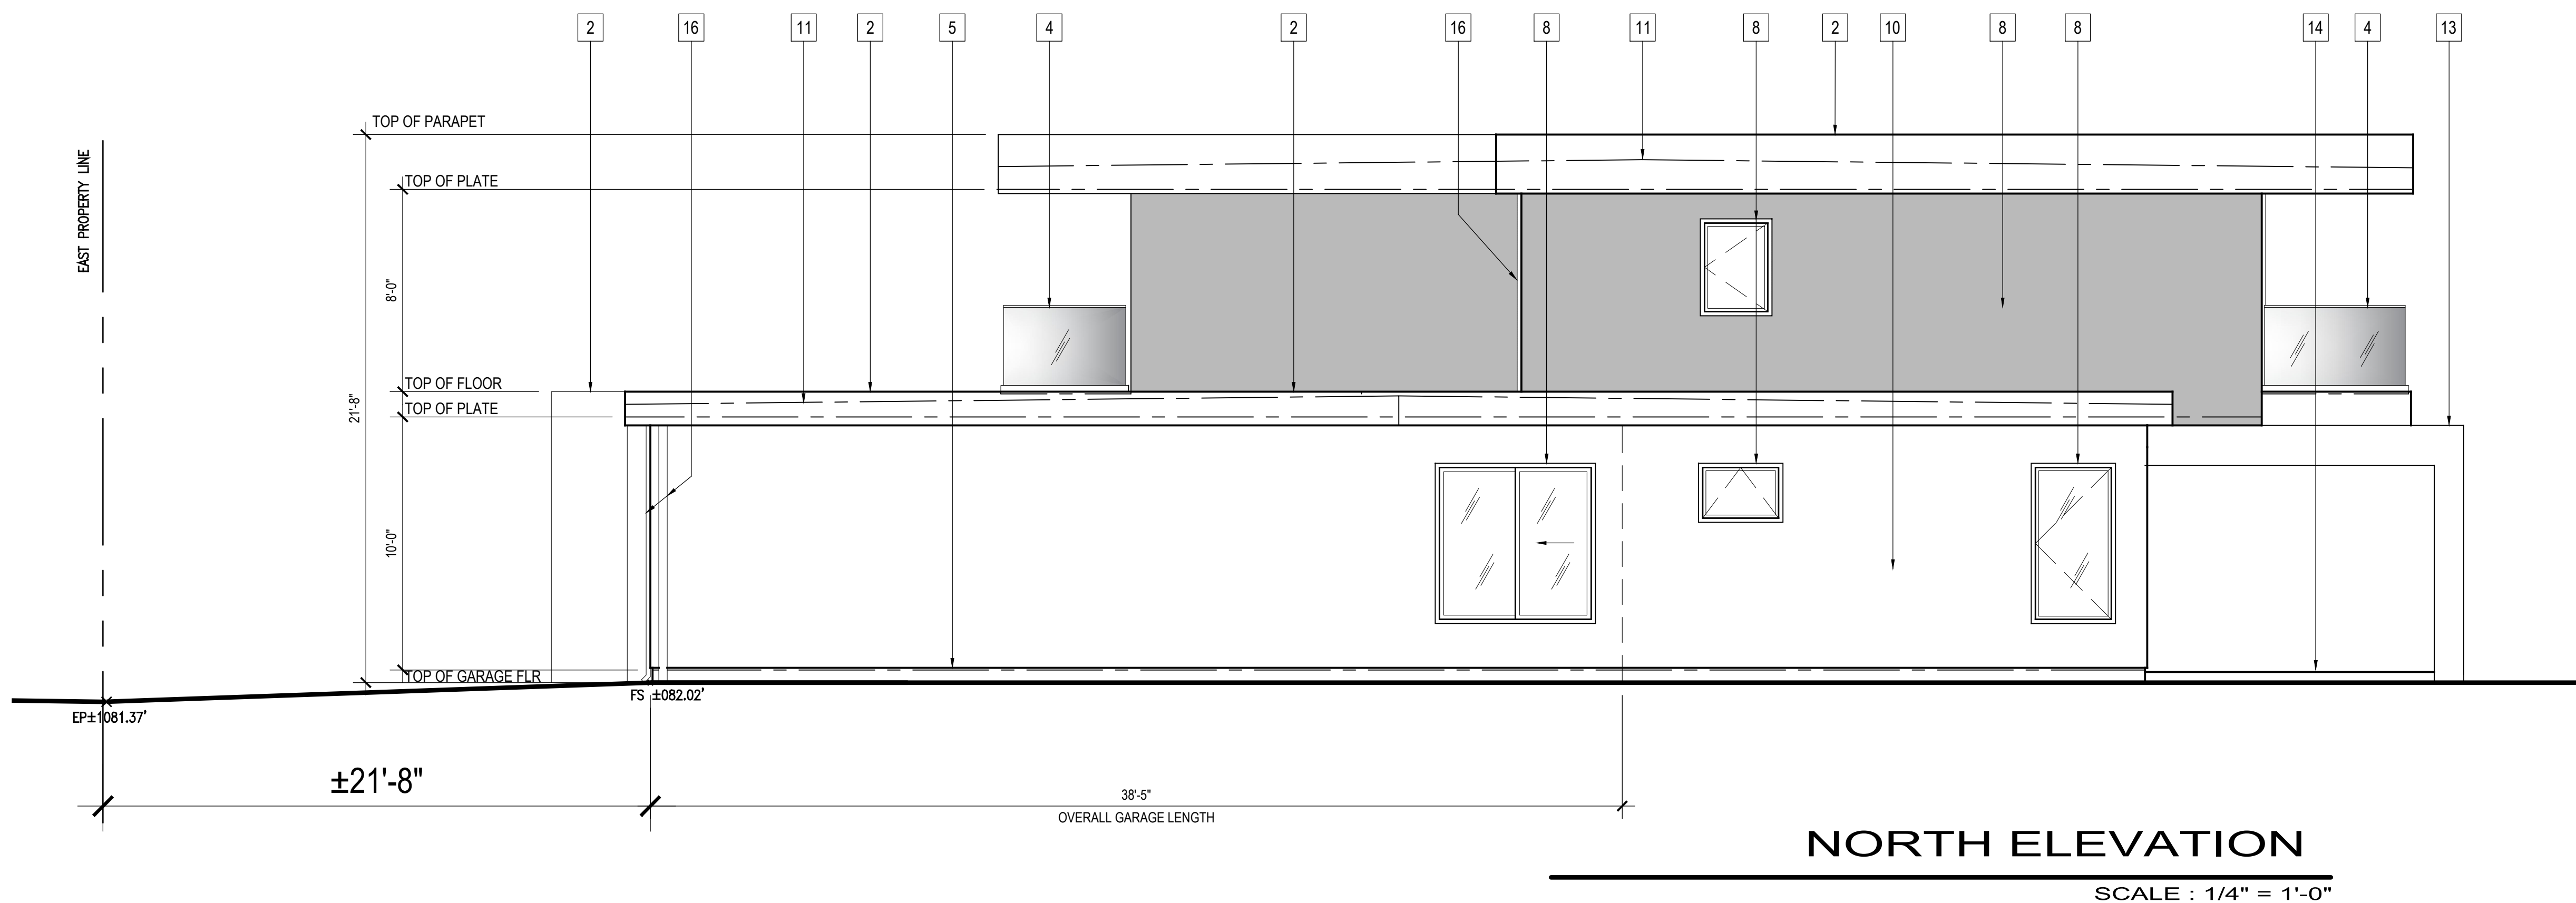 2 16 11 2 5 4 2 16 8 11 8 2 10 8 8 14 4 13
TOP OF PARAPET
EAST PROPERTY LINE
TOP OF PLATE
8'-0"
TOP OF FLOOR
21'-8"
TOP OF PLATE
10'-0"
TOP OF GARAGE FLR
FS ±082.02'
EP±1081.37'
±21'-8"
38'-5"
OVERALL GARAGE LENGTH
NORTH ELEVATION
SCALE : 1/4" = 1'-0"